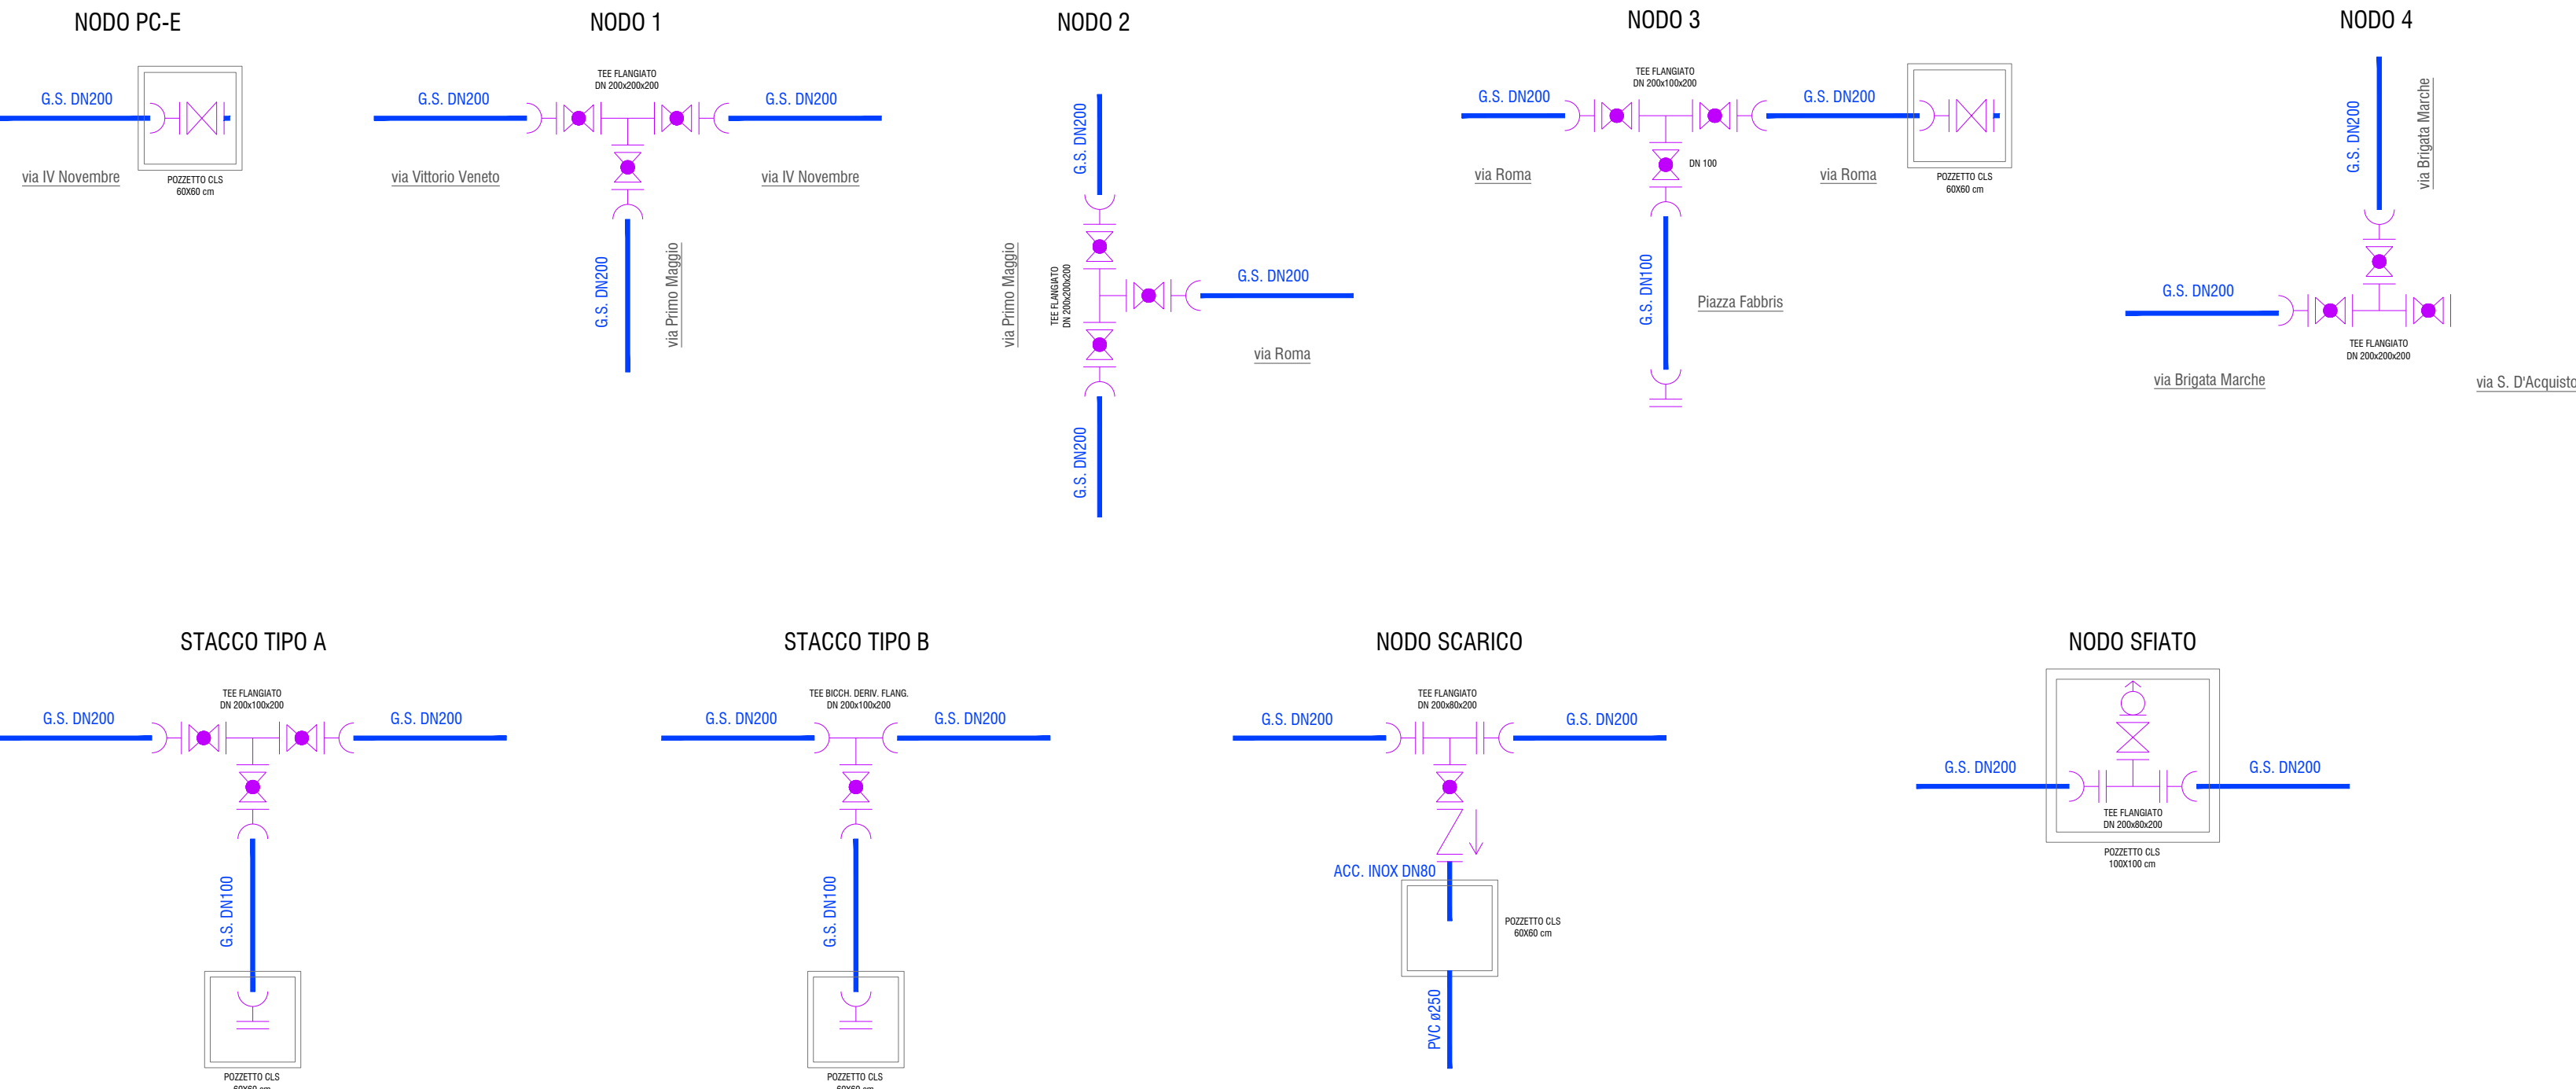 NODO PC-E
G.S. DN200
via IV Novembre
POZZETTO CLS
60X60 cm
NODO 1
TEE FLANGIATO
DN 200x200x200
G.S. DN200
G.S. DN200
via Vittorio Veneto
via IV Novembre
G.S. DN200
via Primo Maggio
NODO 2
G.S. DN200
via Primo Maggio
TEE FLANGIATO
DN 200x200x200
G.S. DN200
via Roma
G.S. DN200
NODO 3
TEE FLANGIATO
DN 200x100x200
G.S. DN200
G.S. DN200
DN 100
via Roma
via Roma
POZZETTO CLS
60X60 cm
G.S. DN100
Piazza Fabbris
NODO 4
G.S. DN200
via Brigata Marche
G.S. DN200
TEE FLANGIATO
DN 200x200x200
via Brigata Marche
via S. D'Acquisto
STACCO TIPO A
TEE FLANGIATO
DN 200x100x200
G.S. DN200
G.S. DN200
G.S. DN100
POZZETTO CLS
60X60 cm
STACCO TIPO B
TEE BICCH. DERIV. FLANG.
DN 200x100x200
G.S. DN200
G.S. DN200
G.S. DN100
POZZETTO CLS
60X60 cm
NODO SCARICO
TEE FLANGIATO
DN 200x80x200
G.S. DN200
G.S. DN200
ACC. INOX DN80
POZZETTO CLS
60X60 cm
PVC ø250
NODO SFIATO
G.S. DN200
G.S. DN200
TEE FLANGIATO
DN 200x80x200
POZZETTO CLS
100X100 cm